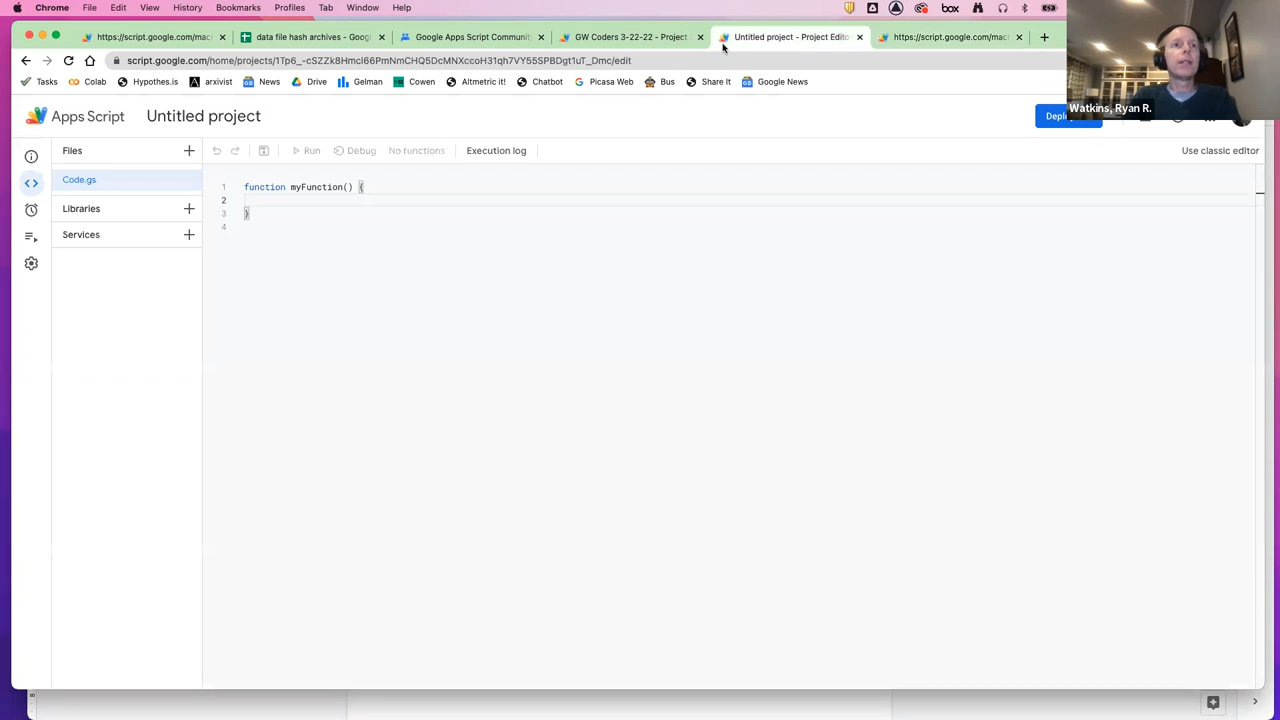 Chrome File Edit View History Bookmarks Profiles Tab Window Help box
https://script.google.com/macr
data file hash archives - Googl
Google Apps Script Communit
GW Coders 3-22-22 - Project
Untitled project - Project Edito
https://script.google.com/macr
script.google.com/home/projects/1Tp6_-cSZZk8HmcI66PmNmCHQ5DcMNXccoH31qh7VY55SPBDgt1uT_Dmc/edit
Tasks Colab Hypothes.is arxivist News Drive Gelman Cowen Altmetric it! Chatbot Picasa Web Bus Share It Google News
Watkins, Ryan R.
Apps Script Untitled project
Files
Run Debug No functions Execution log Use classic editor
Code.gs
Libraries
Services
1 function myFunction() {
2
3 }
4